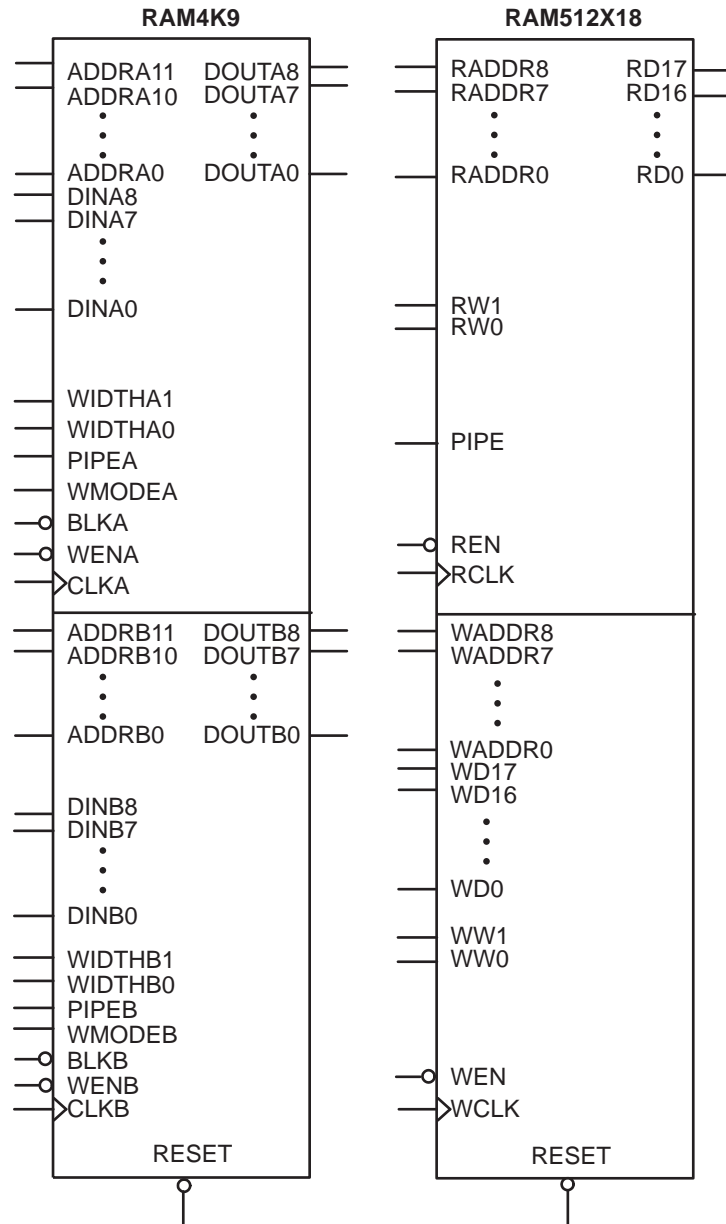 RAM4K9
ADDRA11 DOUTA8
ADDRA10 DOUTA7
ADDRA0 DOUTA0
DINA8
DINA7
DINA0
WIDTHA1
WIDTHA0
PIPEA
WMODEA
BLKA
WENA
CLKA
ADDRB11 DOUTB8
ADDRB10 DOUTB7
ADDRB0 DOUTB0
DINB8
DINB7
DINB0
WIDTHB1
WIDTHB0
PIPEB
WMODEB
BLKB
WENB
CLKB
RESET
RAM512X18
RADDR8 RD17
RADDR7 RD16
RADDR0 RD0
RW1
RW0
PIPE
REN
RCLK
WADDR8
WADDR7
WADDR0
WD17
WD16
WD0
WW1
WW0
WEN
WCLK
RESET